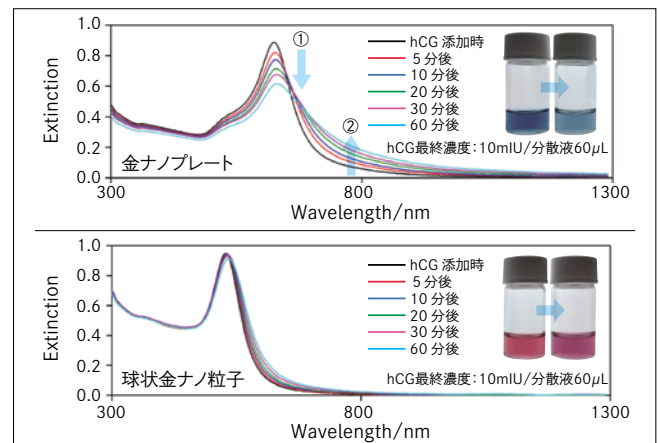 Extinction
1.0
0.8
0.6
0.4
0.2
0.0
300
800
1300
Wavelength/nm
①
②
hCG 添加時
5 分後
10 分後
20 分後
30 分後
60 分後
hCG最終濃度:10mIU/分散液60μL
金ナノプレート
Extinction
1.0
0.8
0.6
0.4
0.2
0.0
300
800
1300
Wavelength/nm
hCG 添加時
5 分後
10 分後
20 分後
30 分後
60 分後
hCG最終濃度:10mIU/分散液60μL
球状金ナノ粒子